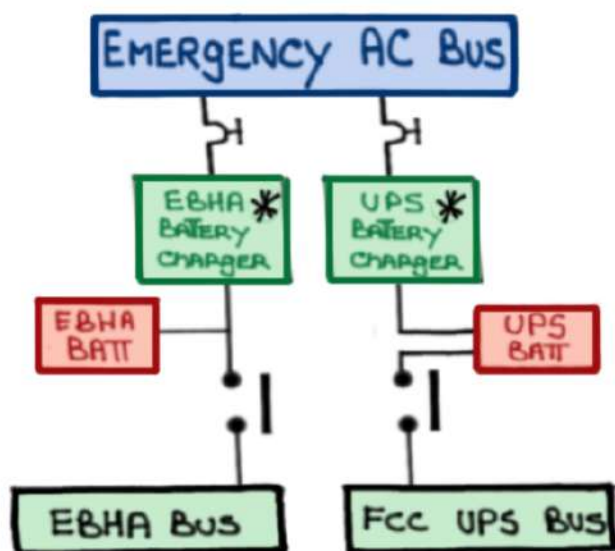 EMERGENCY AC BUS
EBHA *
BATERY
CHARGER
UPS *
BATERY
CHARGER
EBHA
BATT
UPS
BATT
EBHA BUS
FCC UPS BUS